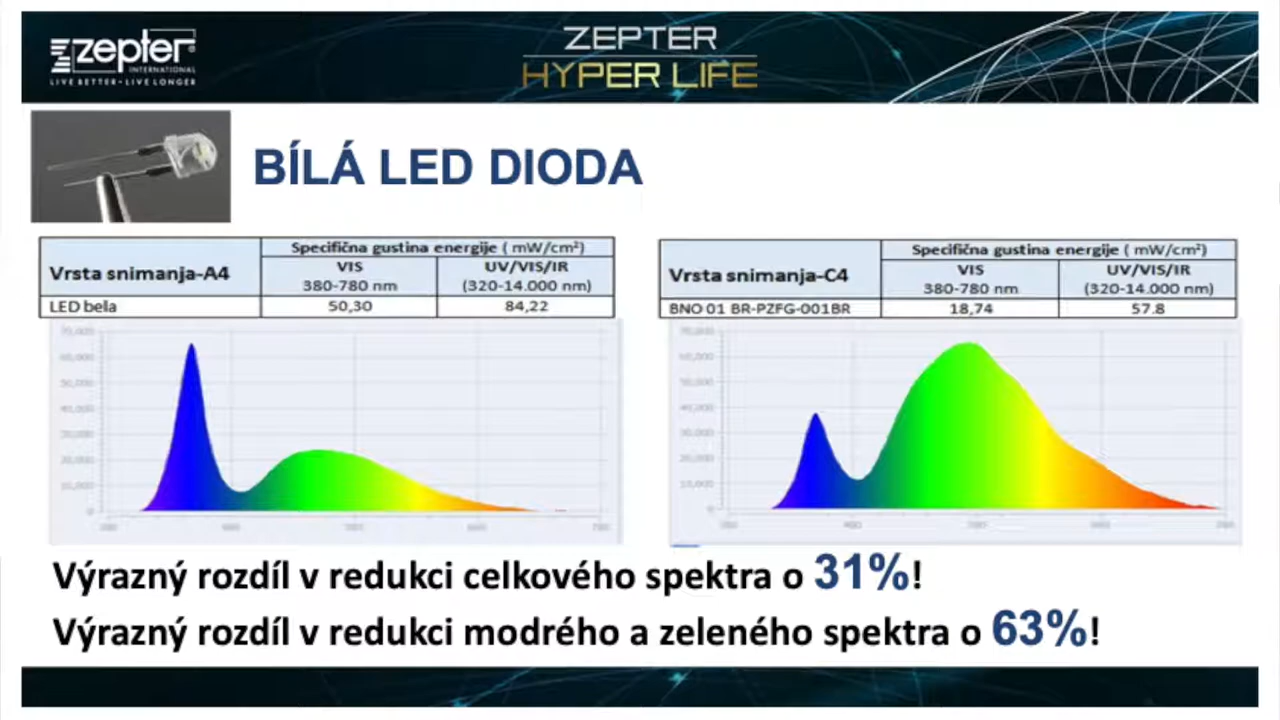 zepter
INTERNATIONAL
LIVE BETTER • LIVE LONGER
ZEPTER
HYPER LIFE
BÍLÁ LED DIODA
Vrsta snimanja-A4
Specifična gustina energije ( mW/cm²)
VIS
380-780 nm
UV/VIS/IR
(320-14.000 nm)
LED bela
50,30
84,22
Vrsta snimanja-C4
Specifična gustina energije ( mW/cm²)
VIS
380-780 nm
UV/VIS/IR
(320-14.000 nm)
BNO 01 BR-PZFG-001BR
18,74
57.8
Výrazný rozdíl v redukci celkového spektra o 31%!
Výrazný rozdíl v redukci modrého a zeleného spektra o 63%!